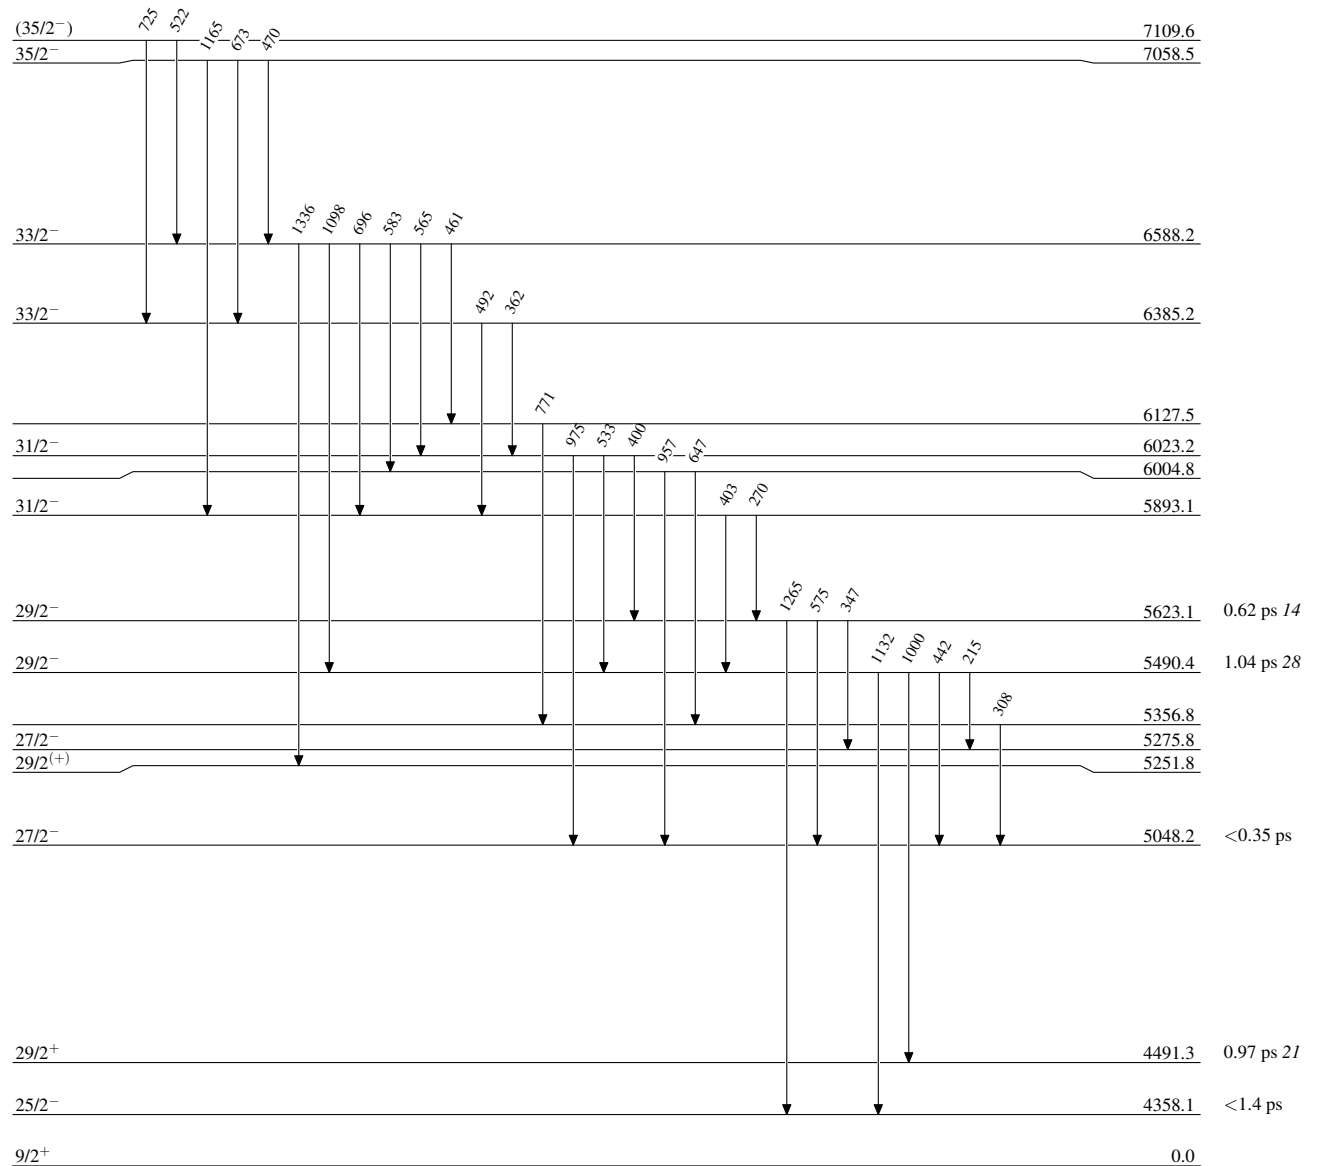 725 522 1165 673 470
(35/2⁻) 7109.6
35/2⁻ 7058.5
1336 1098 696 583 565 461
33/2⁻ 6588.2
492 362
33/2⁻ 6385.2
771
6127.5
975 533 400 957 647
31/2⁻ 6023.2
6004.8
403 270
31/2⁻ 5893.1
1265 575 347
29/2⁻ 5623.1 0.62 ps 14
1132 1000 442 215
29/2⁻ 5490.4 1.04 ps 28
308
5356.8
27/2⁻ 5275.8
29/2⁽⁺⁾ 5251.8
27/2⁻ 5048.2 <0.35 ps
29/2⁺ 4491.3 0.97 ps 21
25/2⁻ 4358.1 <1.4 ps
9/2⁺ 0.0